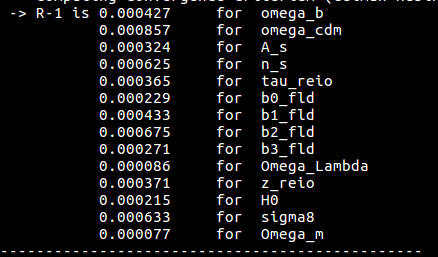 -> R-1 is 0.000427 for omega_b
0.000857 for omega_cdm
0.000324 for A_s
0.000625 for n_s
0.000365 for tau_reio
0.000229 for b0_fld
0.000433 for b1_fld
0.000675 for b2_fld
0.000271 for b3_fld
0.000086 for Omega_Lambda
0.000371 for z_reio
0.000215 for H0
0.000633 for sigma8
0.000077 for Omega_m
-----------------------------------------------